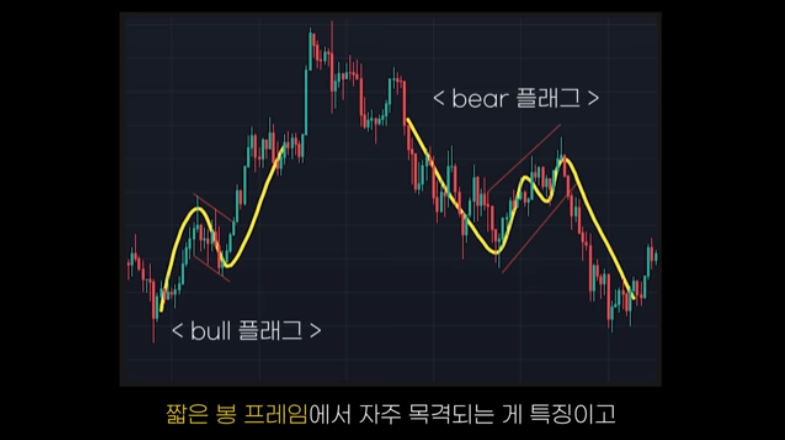 < bear 플래그 >
< bull 플래그 >
짧은 봉 프레임에서 자주 목격되는 게 특징이고